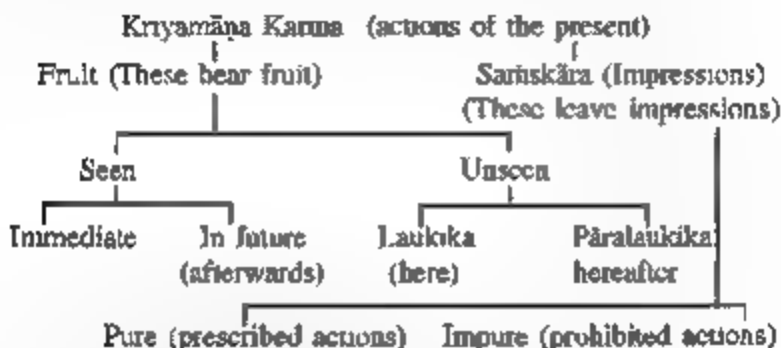 Kriyamāṇa Karma (actions of the present)
Fruit (These bear fruit) Saṁskāra (Impressions)
(These leave impressions)
Seen Unseen
Immediate In future Laukika Pāralaukika
(afterwards) (here) hereafter
Pure (prescribed actions) Impure (prohibited actions)